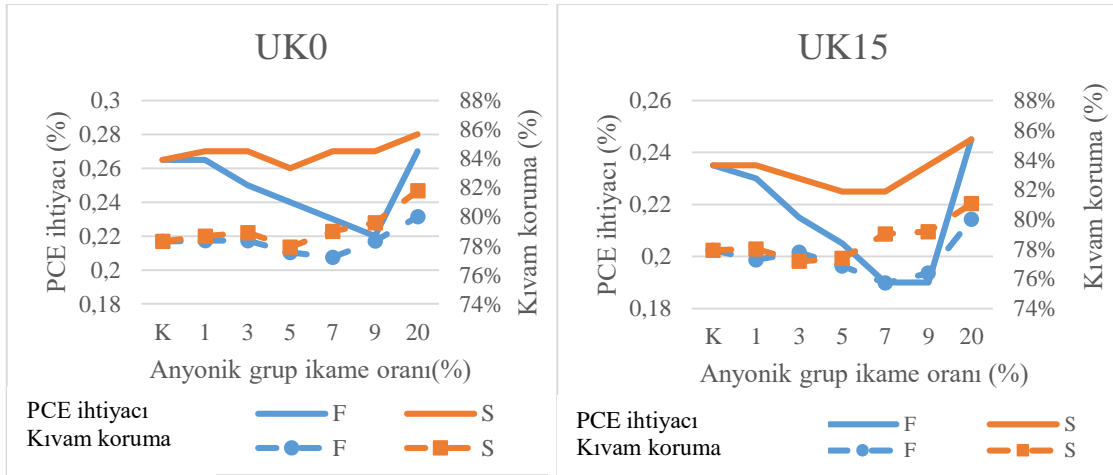 UK0
0,3
0,28
0,26
0,24
0,22
0,2
0,18
PCE ihtiyacı (%)
88%
86%
84%
82%
80%
78%
76%
74%
Kıvam koruma (%)
K 1 3 5 7 9 20
Anyonik grup ikame oranı(%)
PCE ihtiyacı F S
Kıvam koruma F S
UK15
0,26
0,24
0,22
0,2
0,18
PCE ihtiyacı (%)
88%
86%
84%
82%
80%
78%
76%
74%
Kıvam koruma (%)
K 1 3 5 7 9 20
Anyonik grup ikame oranı (%)
PCE ihtiyacı F S
Kıvam koruma F S